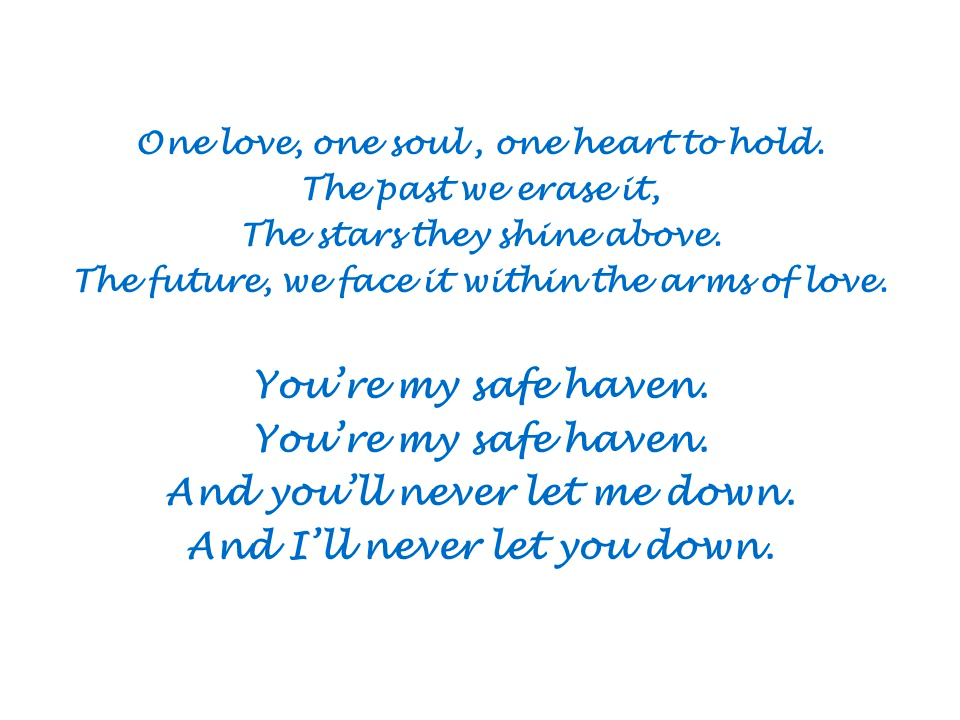 One love, one soul , one heart to hold.
The past we erase it,
The stars they shine above.
The future, we face it within the arms of love.
You’re my safe haven.
You’re my safe haven.
And you’ll never let me down.
And I’ll never let you down.